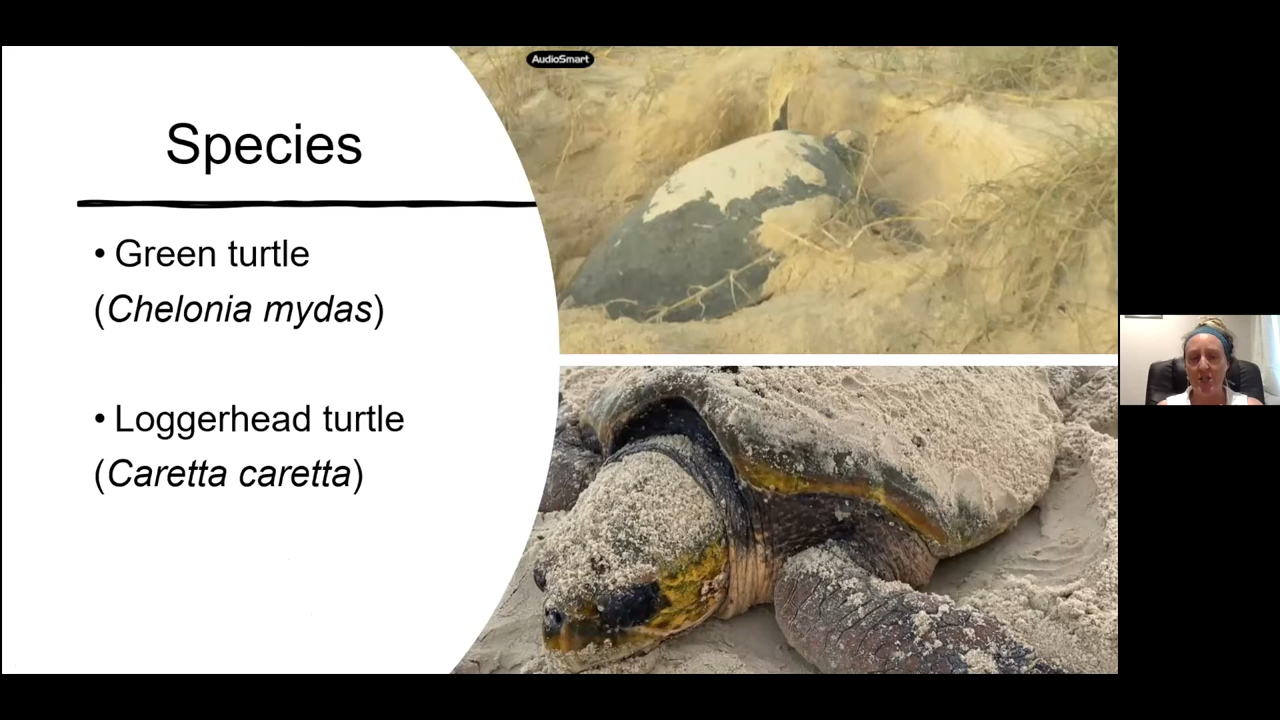 AudioSmart
Species
• Green turtle
(Chelonia mydas)
• Loggerhead turtle
(Caretta caretta)